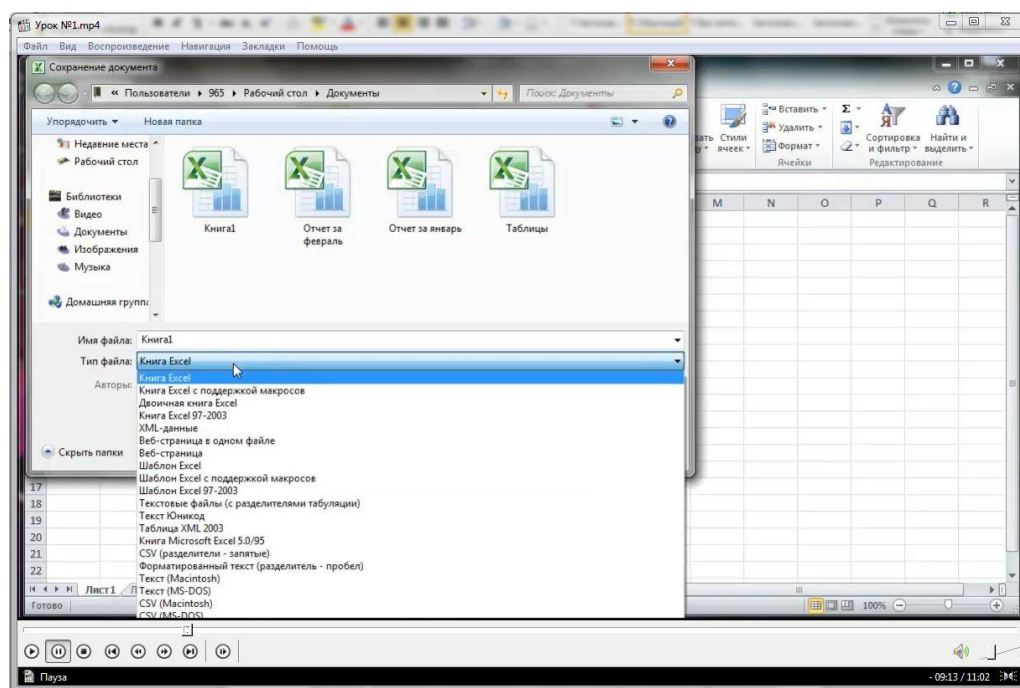 Урок №1.mp4
Файл Вид Воспроизведение Навигация Закладки Помощь
Сохранение документа
« Пользователи ▸ 965 ▸ Рабочий стол ▸ Документы
Поиск: Документы
Упорядочить Новая папка
Недавние места
Рабочий стол
Библиотеки
Видео
Документы
Изображения
Музыка
Домашняя группа
Книга1
Отчет за февраль
Отчет за январь
Таблицы
Имя файла: Книга1
Тип файла: Книга Excel
Авторы:
Скрыть папки
Книга Excel
Книга Excel с поддержкой макросов
Двоичная книга Excel
Книга Excel 97-2003
XML-данные
Веб-страница в одном файле
Веб-страница
Шаблон Excel
Шаблон Excel с поддержкой макросов
Шаблон Excel 97-2003
Текстовые файлы (с разделителями табуляции)
Текст Юникод
Таблица XML 2003
Книга Microsoft Excel 5.0/95
CSV (разделители - запятые)
Форматированный текст (разделитель - пробел)
Текст (Macintosh)
Текст (MS-DOS)
CSV (Macintosh)
CSV (MS-DOS)
Стили ячеек
Вставить
Удалить
Формат
Ячейки
Сортировка и фильтр
Найти и выделить
Редактирование
M N O P Q R
17
18
19
20
21
22
Лист1
Готово
100%
Пауза
- 09:13 / 11:02